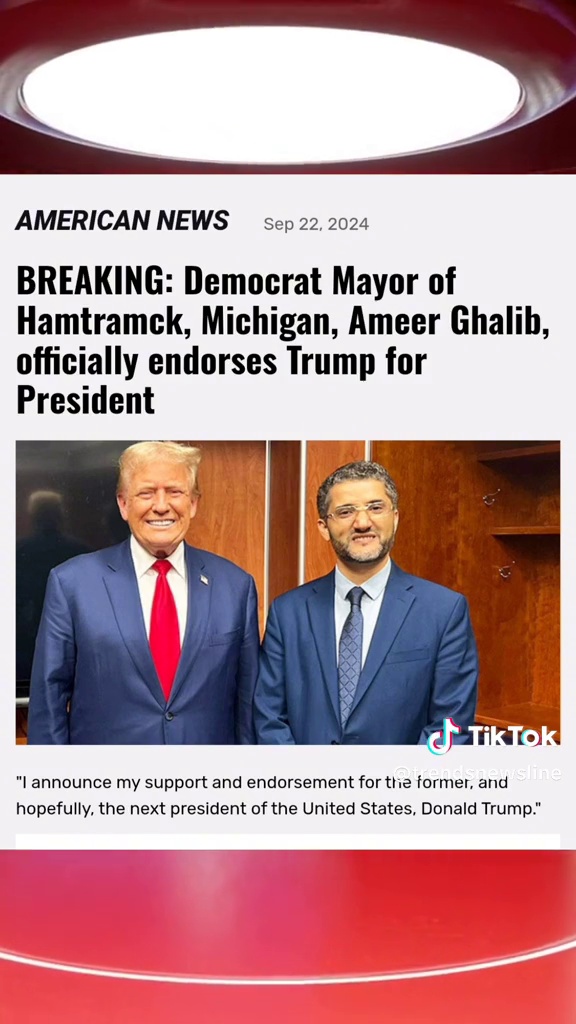 AMERICAN NEWS Sep 22, 2024
BREAKING: Democrat Mayor of
Hamtramck, Michigan, Ameer Ghalib,
officially endorses Trump for
President
TikTok
@trendsnewsline
"I announce my support and endorsement for the former, and
hopefully, the next president of the United States, Donald Trump."